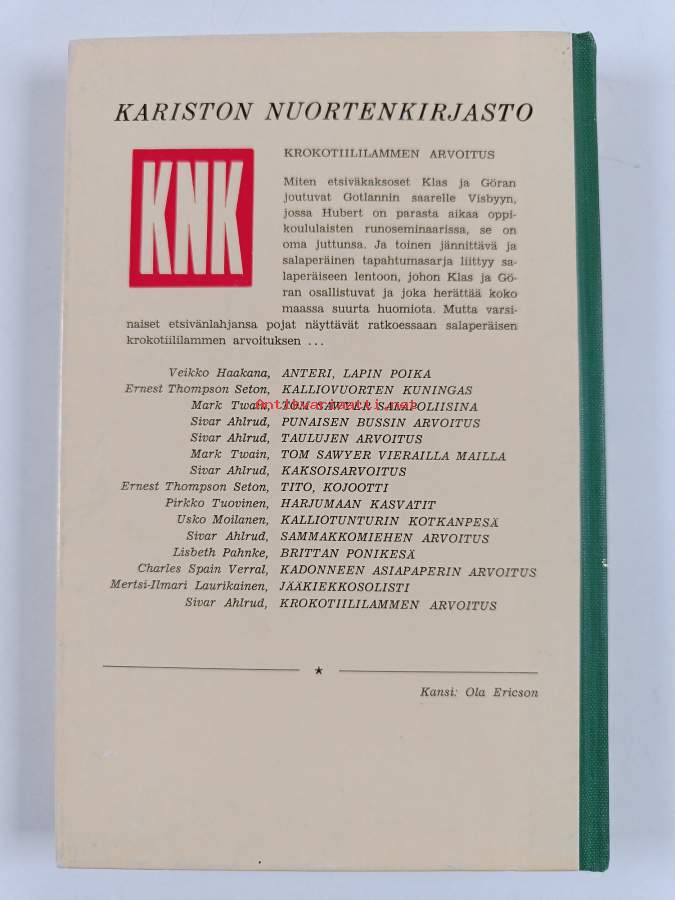 KARISTON NUORTENKIRJASTO
KNK
KROKOTIILILAMMEN ARVOITUS
Miten etsiväkaksoset Klas ja Göran
joutuvat Gotlannin saarelle Visbyyn,
jossa Hubert on parasta aikaa oppi-
koululaisten runoseminaarissa, se on
oma juttunsa. Ja toinen jännittävä ja
salaperäinen tapahtumasarja liittyy sa-
laperäiseen lentoon, johon Klas ja Gö-
ran osallistuvat ja joka herättää koko
maassa suurta huomiota. Mutta varsi-
naiset etsivänlahjansa pojat näyttävät ratkoessaan salaperäisen
krokotiililammen arvoituksen ...
Veikko Haakana, ANTERI, LAPIN POIKA
Ernest Thompson Seton, KALLIOVUORTEN KUNINGAS
Mark Twain, TOM SAWYER SALAPOLIISINA
Antikvariaatti.net
Sivar Ahlrud, PUNAISEN BUSSIN ARVOITUS
Sivar Ahlrud, TAULUJEN ARVOITUS
Mark Twain, TOM SAWYER VIERAILLA MAILLA
Sivar Ahlrud, KAKSOISARVOITUS
Ernest Thompson Seton, TITO, KOJOOTTI
Pirkko Tuovinen, HARJUMAAN KASVATIT
Usko Moilanen, KALLIOTUNTURIN KOTKANPESÄ
Sivar Ahlrud, SAMMAKKOMIEHEN ARVOITUS
Lisbeth Pahnke, BRITTAN PONIKESÄ
Charles Spain Verral, KADONNEEN ASIAPAPERIN ARVOITUS
Mertsi-Ilmari Laurikainen, JÄÄKIEKKOSOLISTI
Sivar Ahlrud, KROKOTIILILAMMEN ARVOITUS
Kansi: Ola Ericson